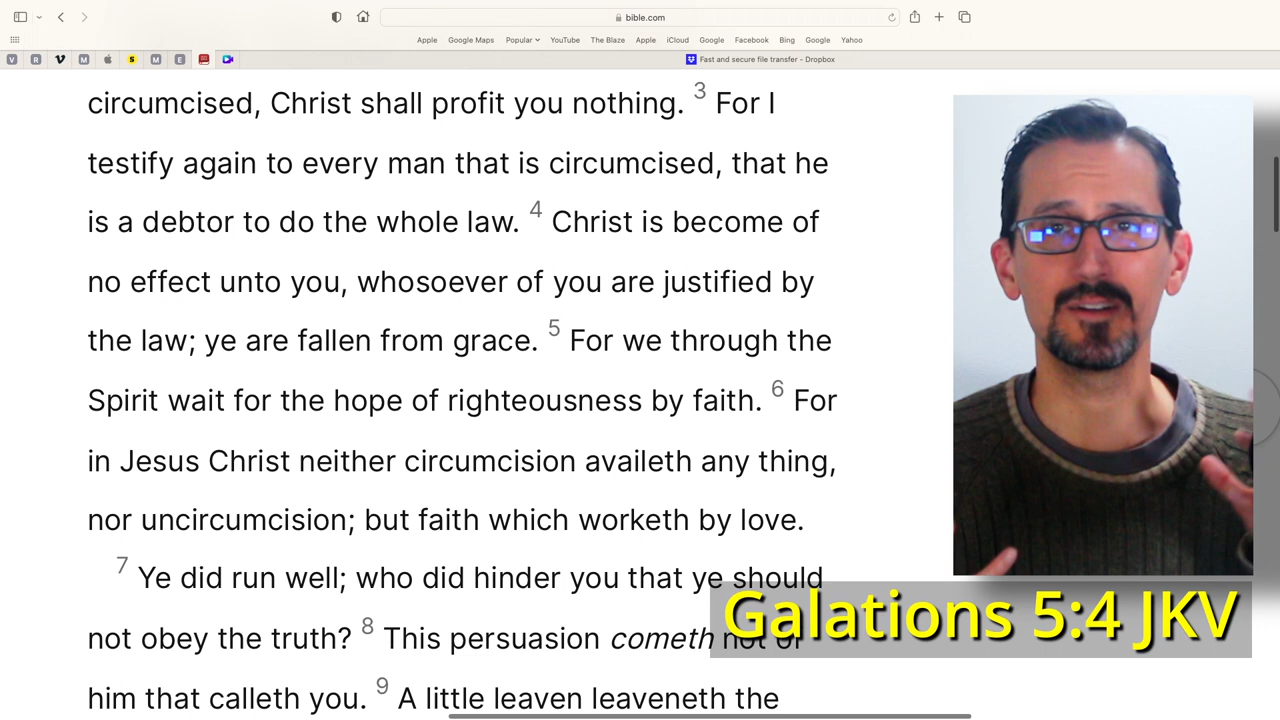 bible.com
Apple Google Maps Popular YouTube The Blaze Apple iCloud Google Facebook Bing Google Yahoo
V R V M S M E Fast and secure file transfer - Dropbox
circumcised, Christ shall profit you nothing. 3 For I
testify again to every man that is circumcised, that he
is a debtor to do the whole law. 4 Christ is become of
no effect unto you, whosoever of you are justified by
the law; ye are fallen from grace. 5 For we through the
Spirit wait for the hope of righteousness by faith. 6 For
in Jesus Christ neither circumcision availeth any thing,
nor uncircumcision; but faith which worketh by love.
7 Ye did run well; who did hinder you that ye should
not obey the truth? 8 This persuasion cometh not of
him that calleth you. 9 A little leaven leaveneth the
Galations 5:4 JKV